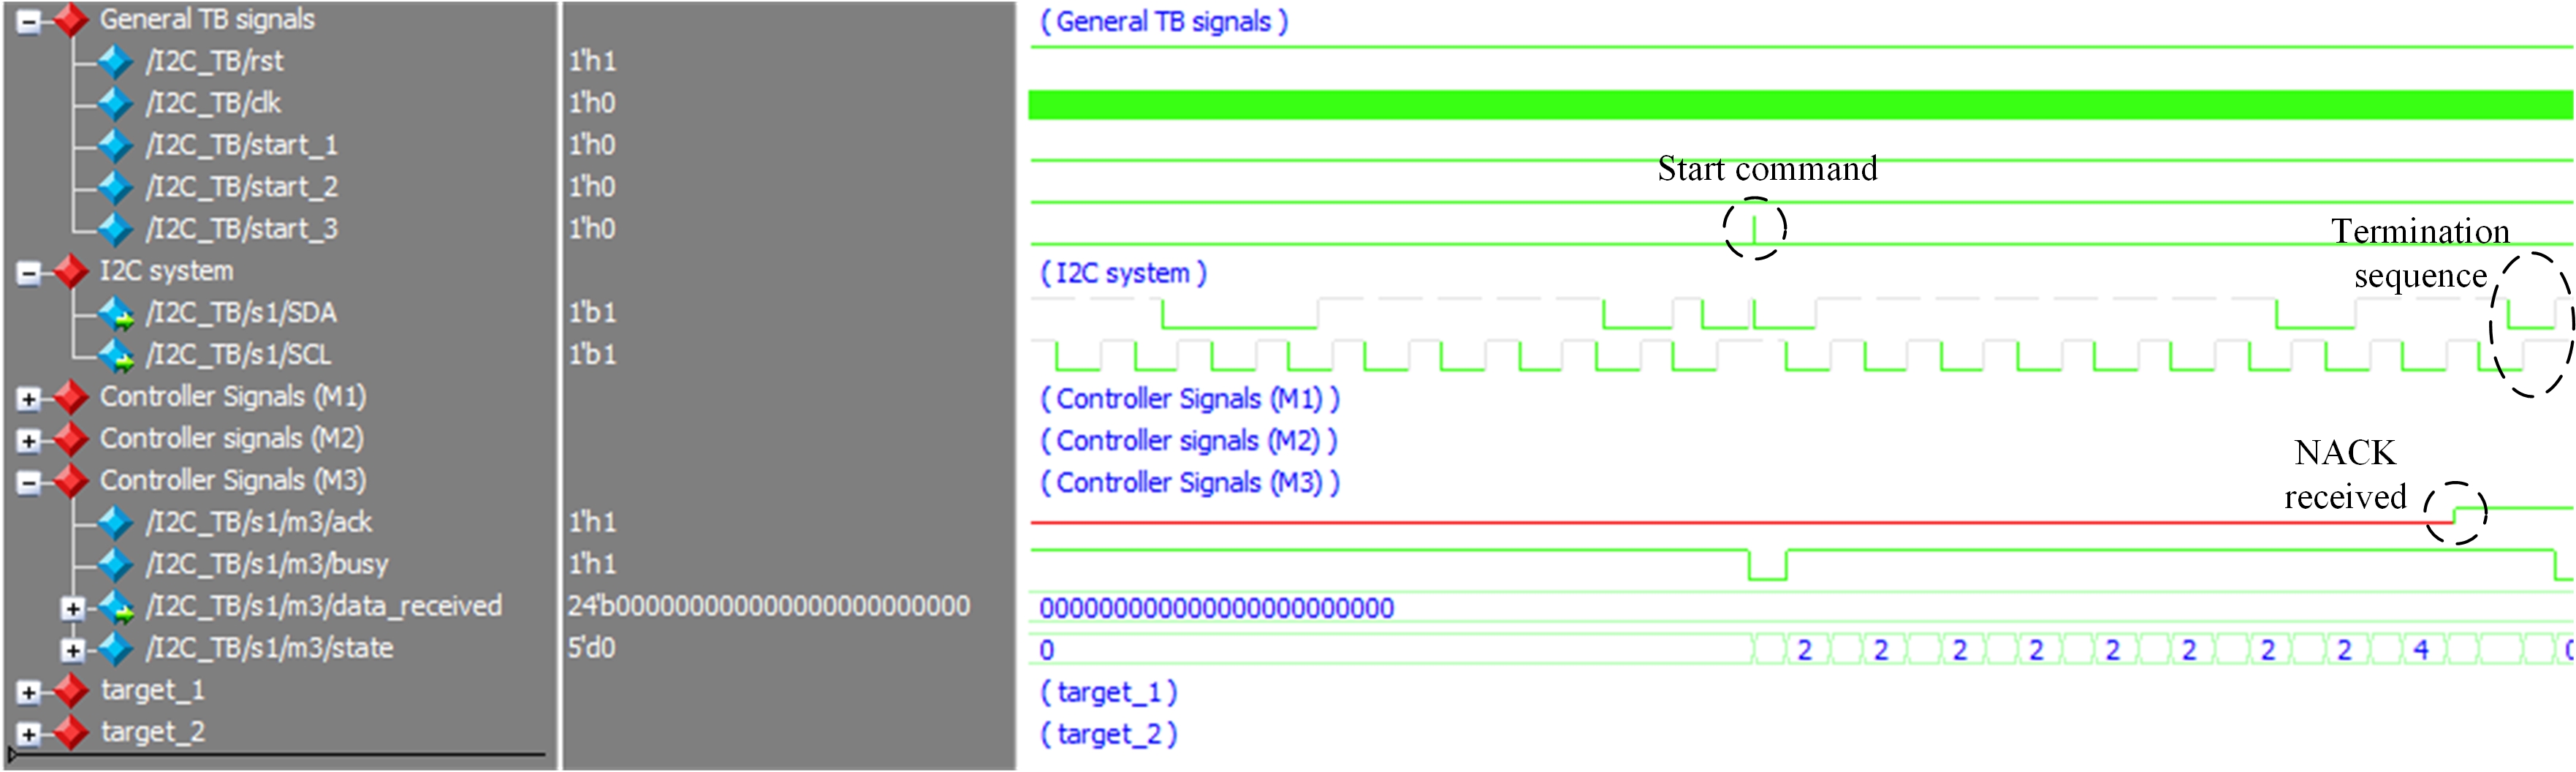 General TB signals ( General TB signals )
/I2C_TB/rst 1'h1
/I2C_TB/clk 1'h0
/I2C_TB/start_1 1'h0
Start command
/I2C_TB/start_2 1'h0
/I2C_TB/start_3 1'h0
Termination
sequence
I2C system ( I2C system )
/I2C_TB/s1/SDA 1'b1
/I2C_TB/s1/SCL 1'b1
Controller Signals (M1) ( Controller Signals (M1) )
Controller signals (M2) ( Controller signals (M2) )
NACK
received
Controller Signals (M3) ( Controller Signals (M3) )
/I2C_TB/s1/m3/ack 1'h1
/I2C_TB/s1/m3/busy 1'h1
/I2C_TB/s1/m3/data_received 24'b000000000000000000000000 000000000000000000000000
/I2C_TB/s1/m3/state 5'd0 0 2 2 2 2 2 2 2 2 4 0
target_1 ( target_1 )
target_2 ( target_2 )